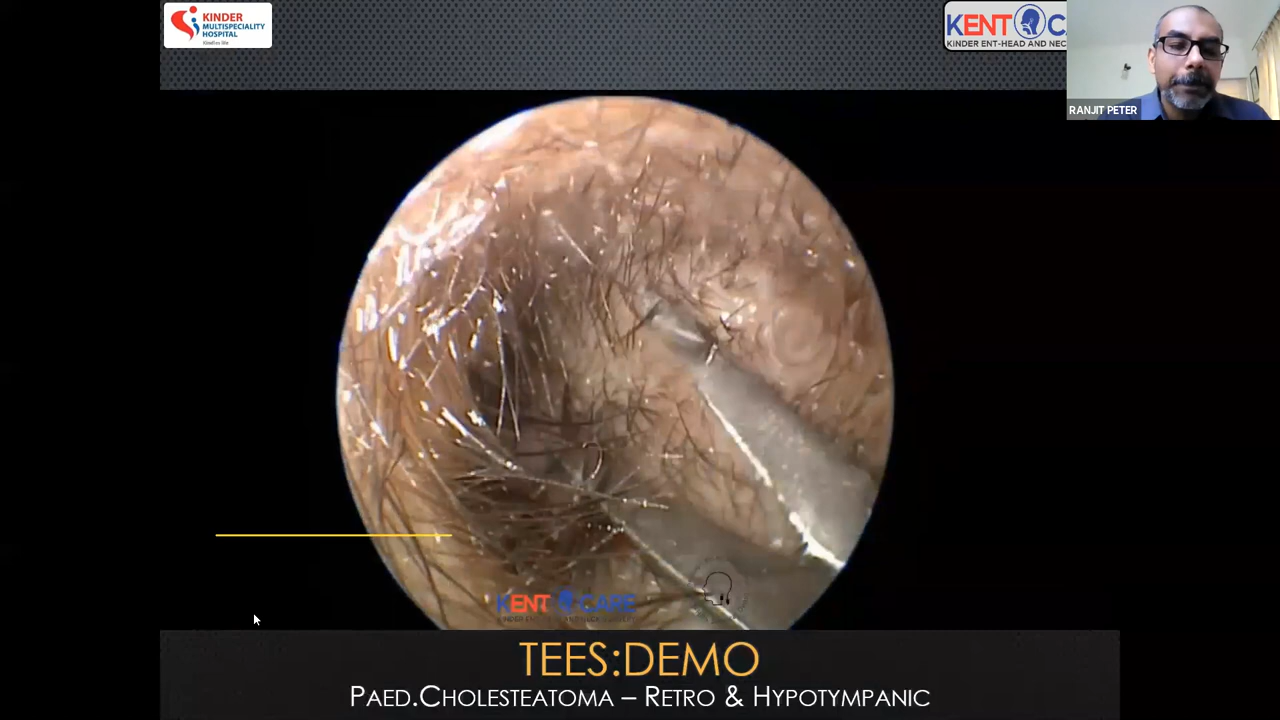 KINDER
MULTISPECIALITY
HOSPITAL
KENT CA
KINDER ENT-HEAD AND NEC
RANJIT PETER
KENT CARE
TEES:DEMO
PAED.CHOLESTEATOMA – RETRO & HYPOTYMPANIC